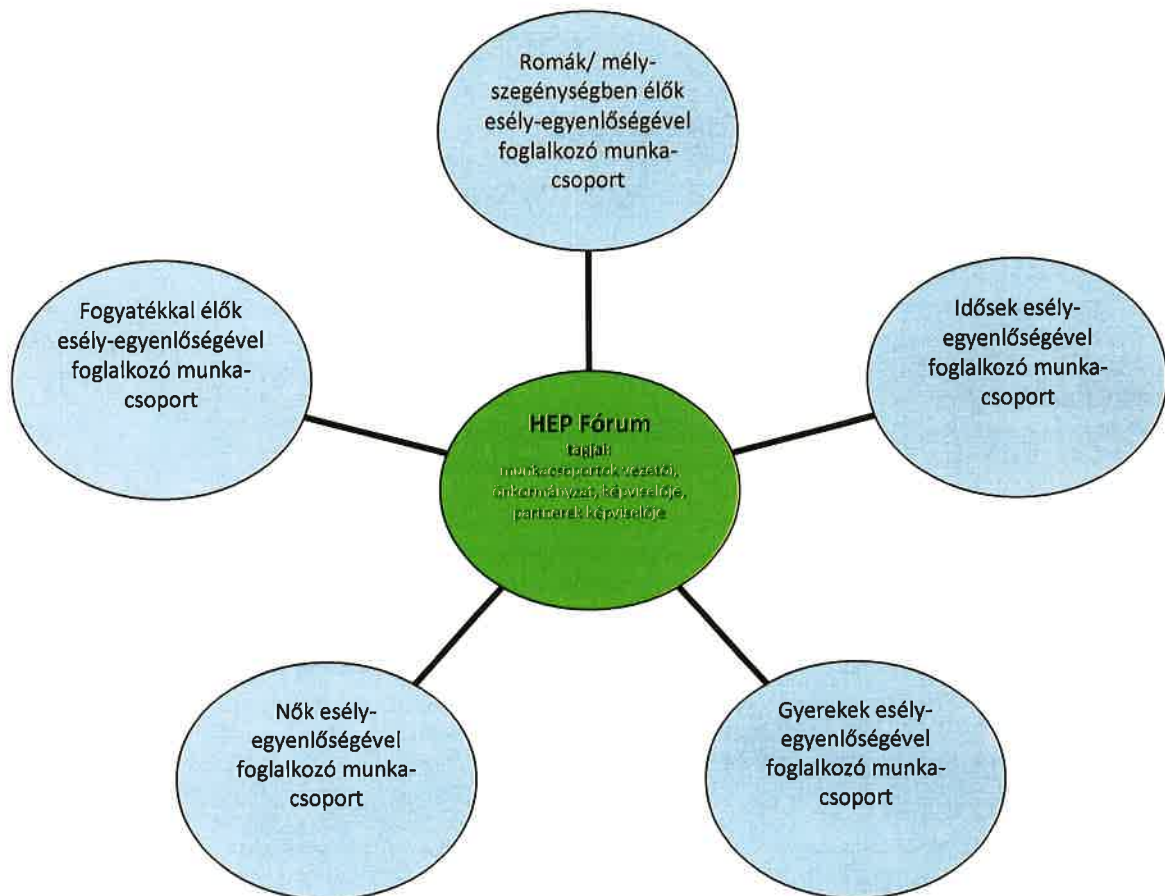 Romák/ mély-
szegénységben élők
esély-egyenlőségével
foglalkozó munka-
csoport
Fogyatékkal élők
esély-egyenlőségével
foglalkozó munka-
csoport
Idősek esély-
egyenlőségével
foglalkozó munka-
csoport
HEP Fórum
tagjai:
munkacsoportok vezetői,
önkormányzat, képviselője,
partnerek képviselője
Nők esély-
egyenlőségével
foglalkozó munka-
csoport
Gyerekek esély-
egyenlőségével
foglalkozó munka-
csoport